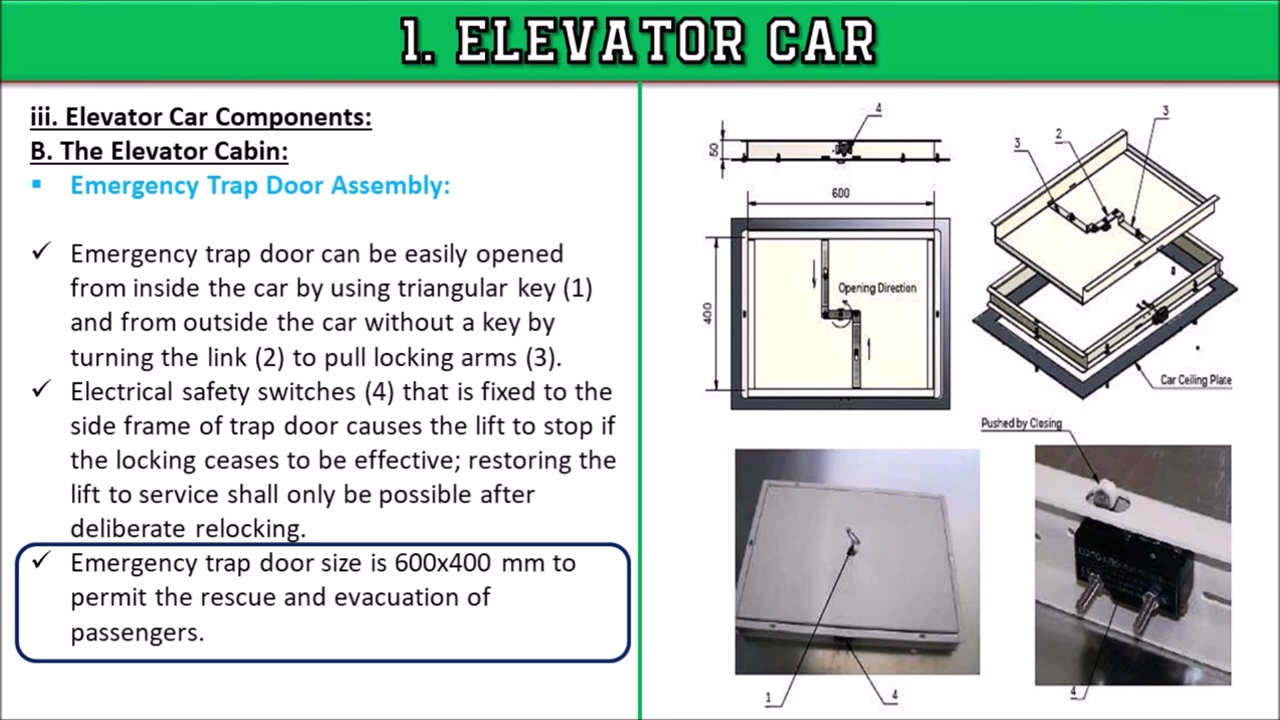 1. ELEVATOR CAR
iii. Elevator Car Components:
B. The Elevator Cabin:
▪ Emergency Trap Door Assembly:
✓ Emergency trap door can be easily opened
from inside the car by using triangular key (1)
and from outside the car without a key by
turning the link (2) to pull locking arms (3).
✓ Electrical safety switches (4) that is fixed to the
side frame of trap door causes the lift to stop if
the locking ceases to be effective; restoring the
lift to service shall only be possible after
deliberate relocking.
✓ Emergency trap door size is 600x400 mm to
permit the rescue and evacuation of
passengers.
4
50
600
400
Opening Direction
3
2
3
Car Ceiling Plate
Pushed by Closing
1
4
4